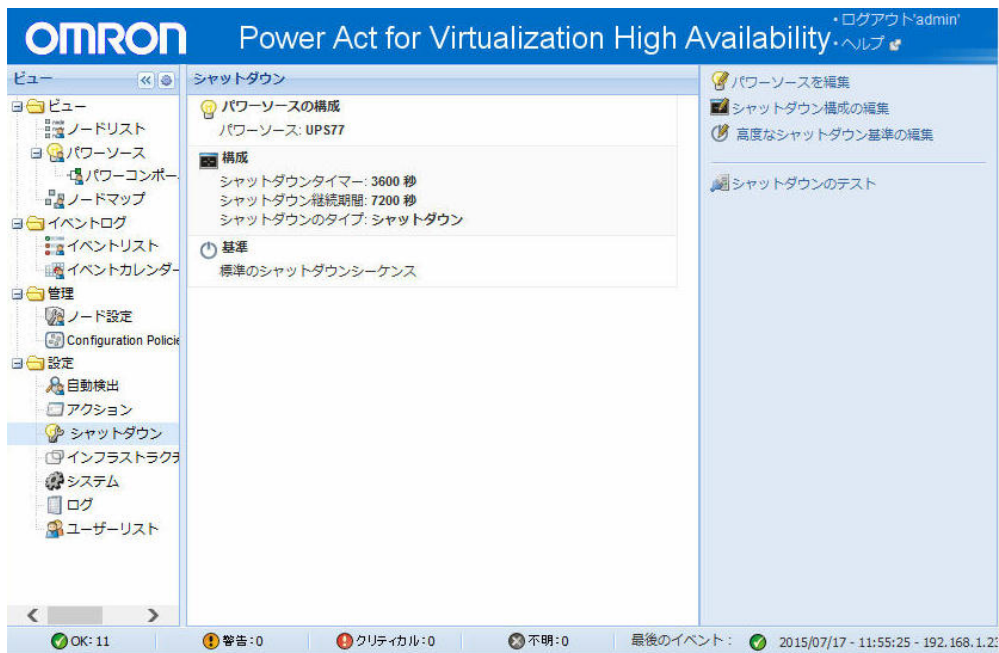 OMRON
Power Act for Virtualization High Availability
・ログアウト'admin'
・ヘルプ
ビュー
ビュー
ノードリスト
パワーソース
パワーコンポー
ノードマップ
イベントログ
イベントリスト
イベントカレンダー
管理
ノード設定
Configuration Policie
設定
自動検出
アクション
シャットダウン
インフラストラクチ
システム
ログ
ユーザーリスト
シャットダウン
パワーソースの構成
パワーソース: UPS77
構成
シャットダウンタイマー: 3600 秒
シャットダウン継続期間: 7200 秒
シャットダウンのタイプ: シャットダウン
基準
標準のシャットダウンシーケンス
パワーソースを編集
シャットダウン構成の編集
高度なシャットダウン基準の編集
シャットダウンのテスト
OK: 11
警告:0
クリティカル:0
不明:0
最後のイベント:
2015/07/17 - 11:55:25 - 192.168.1.23